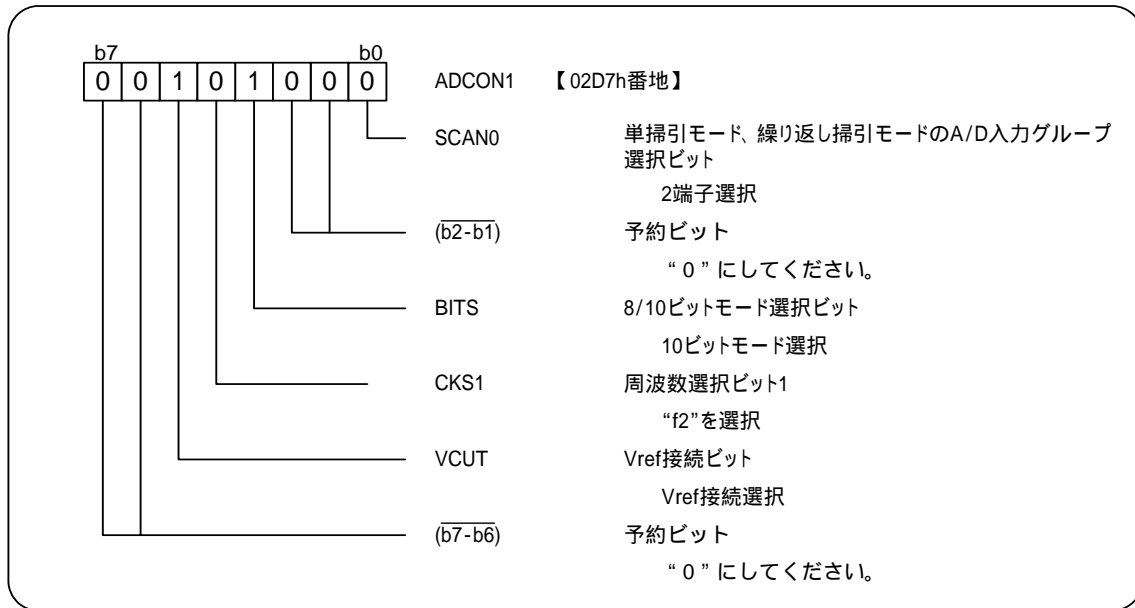 b7 b0
0 0 1 0 1 0 0 0 ADCON1 【02D7h番地】
SCAN0 単掃引モード、繰り返し掃引モードのA/D入力グループ
選択ビット
2端子選択
(b2-b1) 予約ビット
“0”にしてください。
BITS 8/10ビットモード選択ビット
10ビットモード選択
CKS1 周波数選択ビット1
“f2”を選択
VCUT Vref接続ビット
Vref接続選択
(b7-b6) 予約ビット
“0”にしてください。